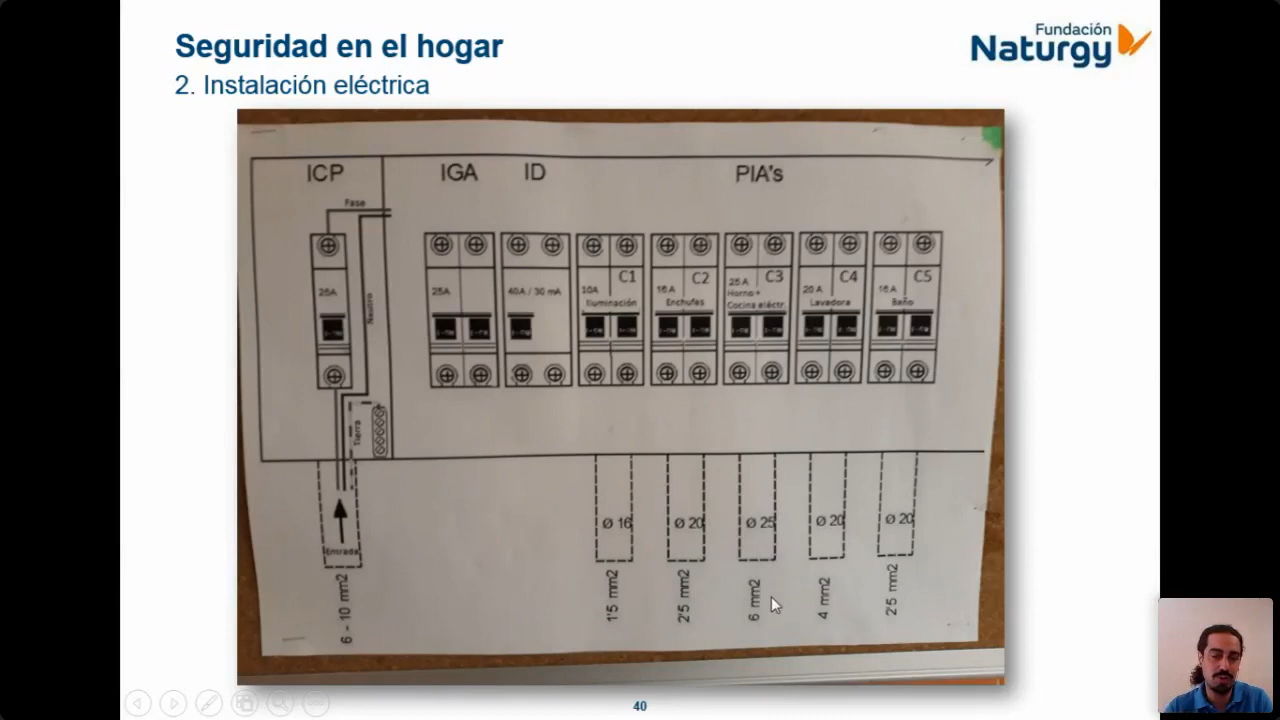 Seguridad en el hogar
2. Instalación eléctrica
Fundación
Naturgy
ICP
IGA
ID
PIA's
Fase
Neutro
25A
25A
40A / 30 mA
10A
C1
Iluminación
16 A
C2
Enchufes
25 A
C3
Horno +
Cocina eléctr.
20 A
C4
Lavadora
16 A
C5
Baño
Tierra
Entrada
6 - 10 mm2
Ø 16
Ø 20
Ø 25
Ø 20
Ø 20
1'5 mm2
2'5 mm2
6 mm2
4 mm2
2'5 mm2
40